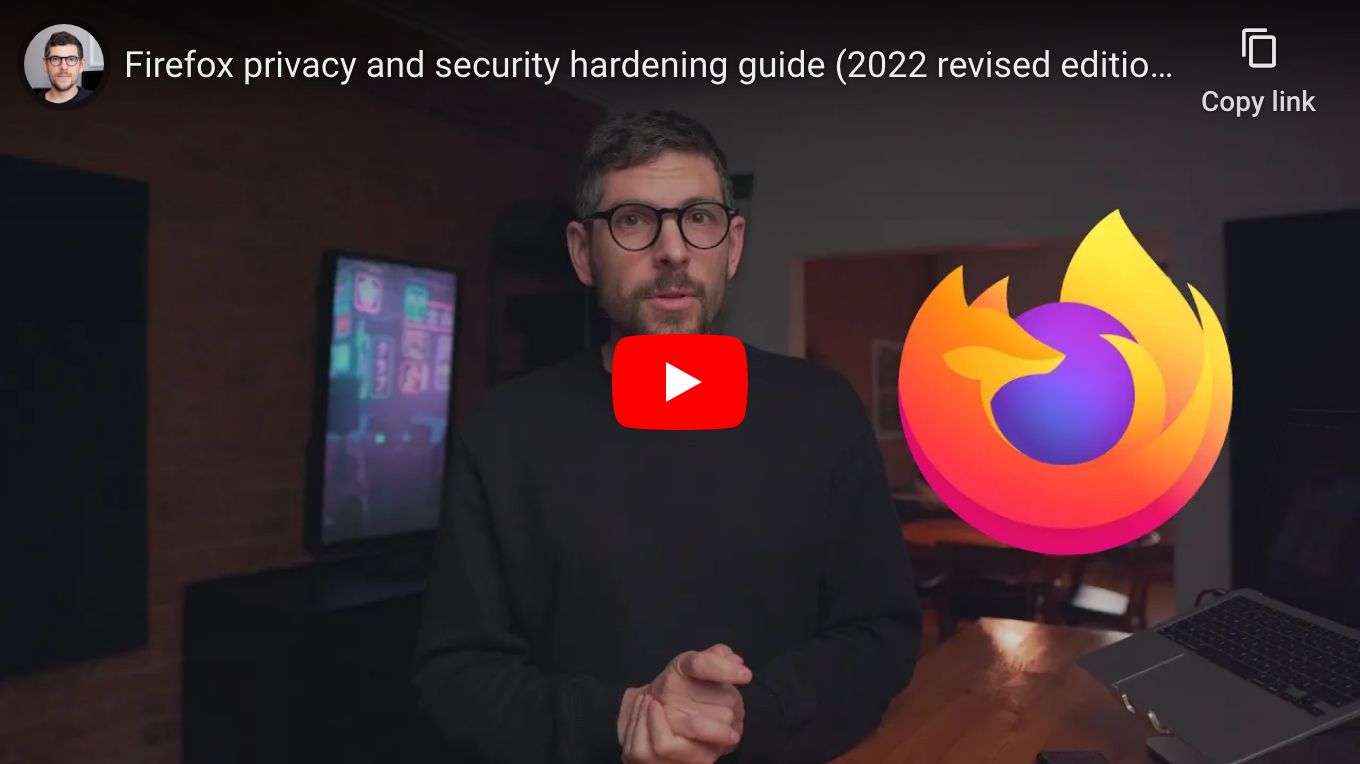 Firefox privacy and security hardening guide (2022 revised editio...
Copy link